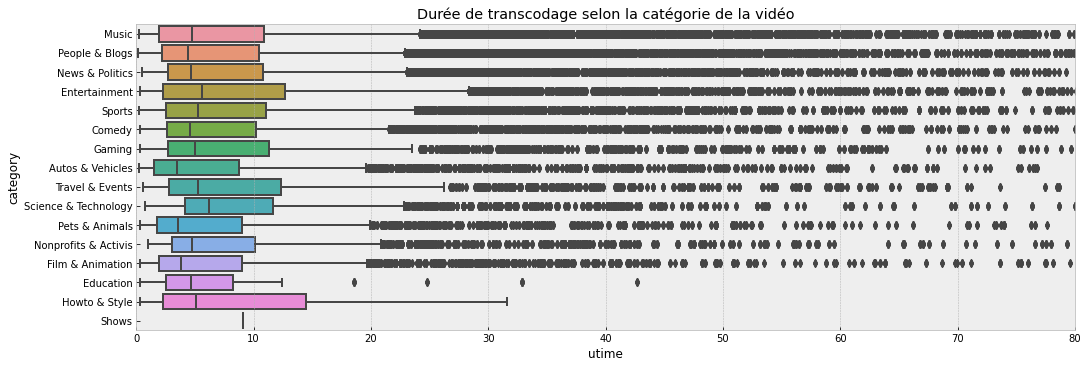 Durée de transcodage selon la catégorie de la vidéo
category
Music
People & Blogs
News & Politics
Entertainment
Sports
Comedy
Gaming
Autos & Vehicles
Travel & Events
Science & Technology
Pets & Animals
Nonprofits & Activis
Film & Animation
Education
Howto & Style
Shows
0 10 20 30 40 50 60 70 80
utime